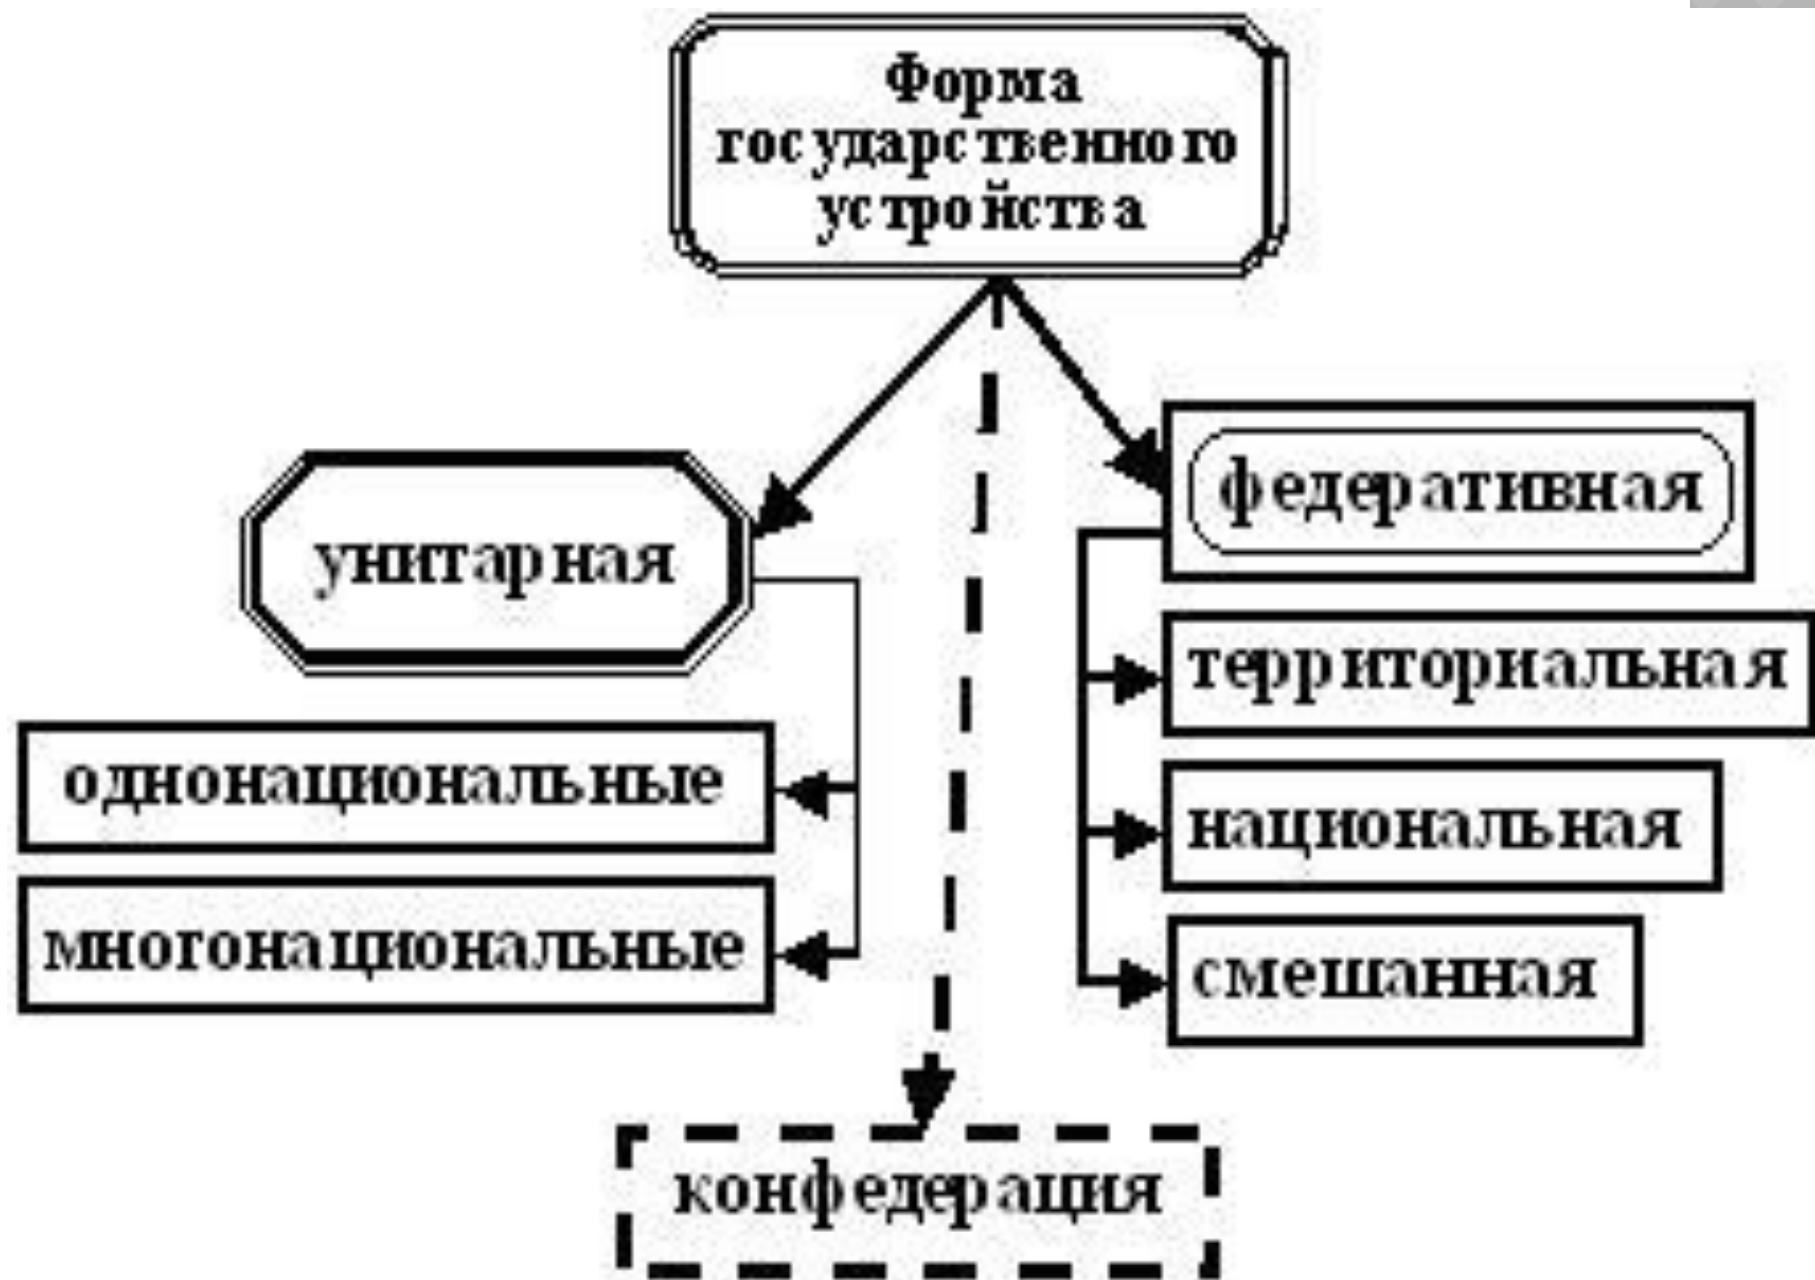 Форма
государственного
устройства
унитарная
однонациональные
многонациональные
федеративная
территориальная
национальная
смешанная
конфедерация